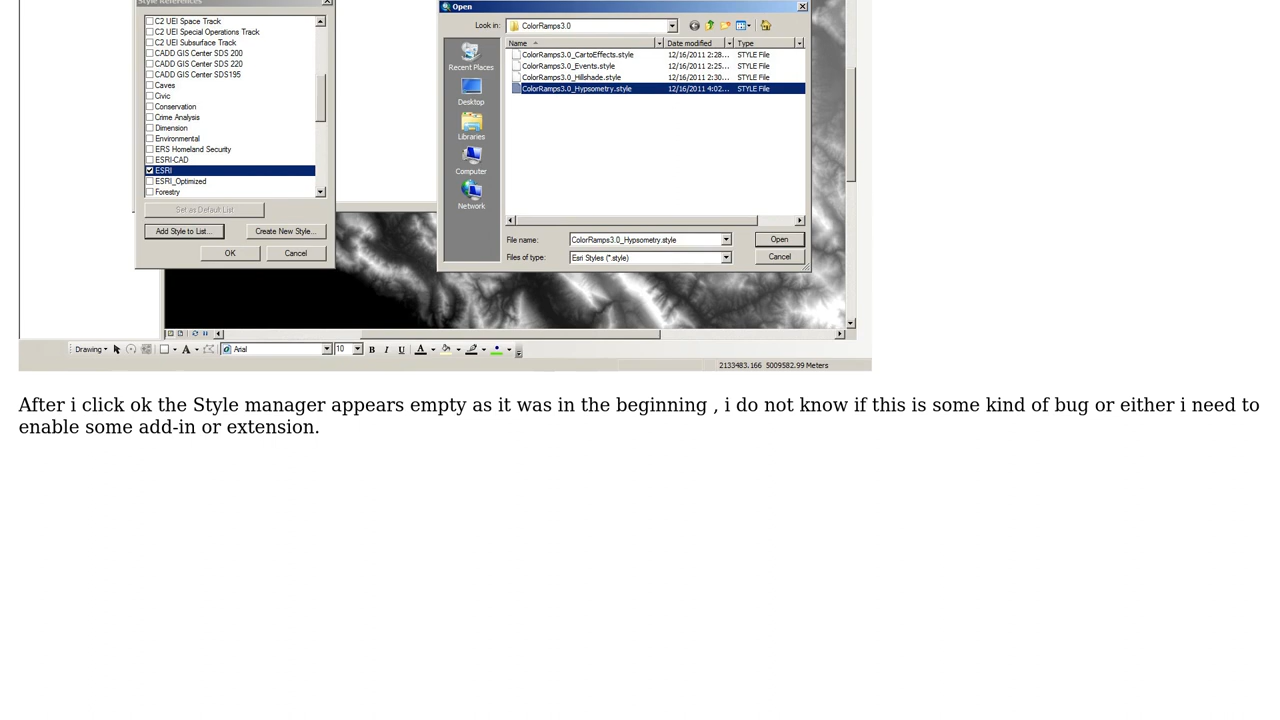 Style References
Open
C2 UEI Space Track
C2 UEI Special Operations Track
C2 UEI Subsurface Track
CADD GIS Center SDS 200
CADD GIS Center SDS 220
CADD GIS Center SDS195
Caves
Civic
Conservation
Crime Analysis
Dimension
Environmental
ERS Homeland Security
ESRI-CAD
ESRI
ESRI_Optimized
Forestry
Set as Default List
Add Style to List...
Create New Style...
OK
Cancel
Look in:
ColorRamps3.0
Recent Places
Desktop
Libraries
Computer
Network
Name
Date modified
Type
ColorRamps3.0_CartoEffects.style
12/16/2011 2:28...
STYLE File
ColorRamps3.0_Events.style
12/16/2011 2:25...
STYLE File
ColorRamps3.0_Hillshade.style
12/16/2011 2:30...
STYLE File
ColorRamps3.0_Hypsometry.style
12/16/2011 4:02...
STYLE File
File name:
ColorRamps3.0_Hypsometry.style
Open
Files of type:
Esri Styles (*.style)
Cancel
Drawing
A
Arial
10
B I U A
2133483.166 5009582.99 Meters
After i click ok the Style manager appears empty as it was in the beginning , i do not know if this is some kind of bug or either i need to
enable some add-in or extension.